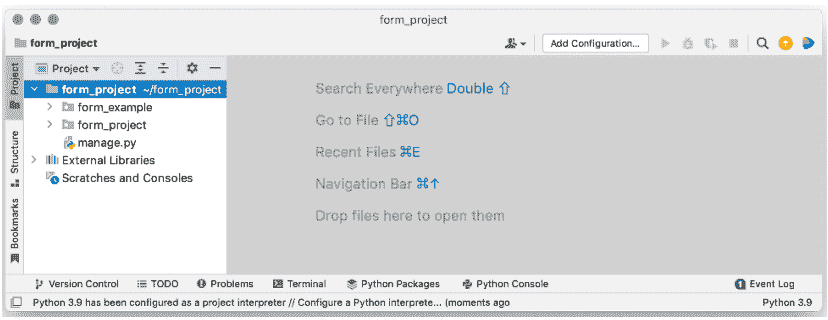 form_project
form_project
Add Configuration...
Project
Project
form_project ~/form_project
form_example
form_project
manage.py
External Libraries
Scratches and Consoles
Structure
Bookmarks
Search Everywhere Double ⇧
Go to File ⇧⌘O
Recent Files ⌘E
Navigation Bar ⌘↑
Drop files here to open them
Version Control
TODO
Problems
Terminal
Python Packages
Python Console
1 Event Log
Python 3.9 has been configured as a project interpreter // Configure a Python interprete... (moments ago
Python 3.9